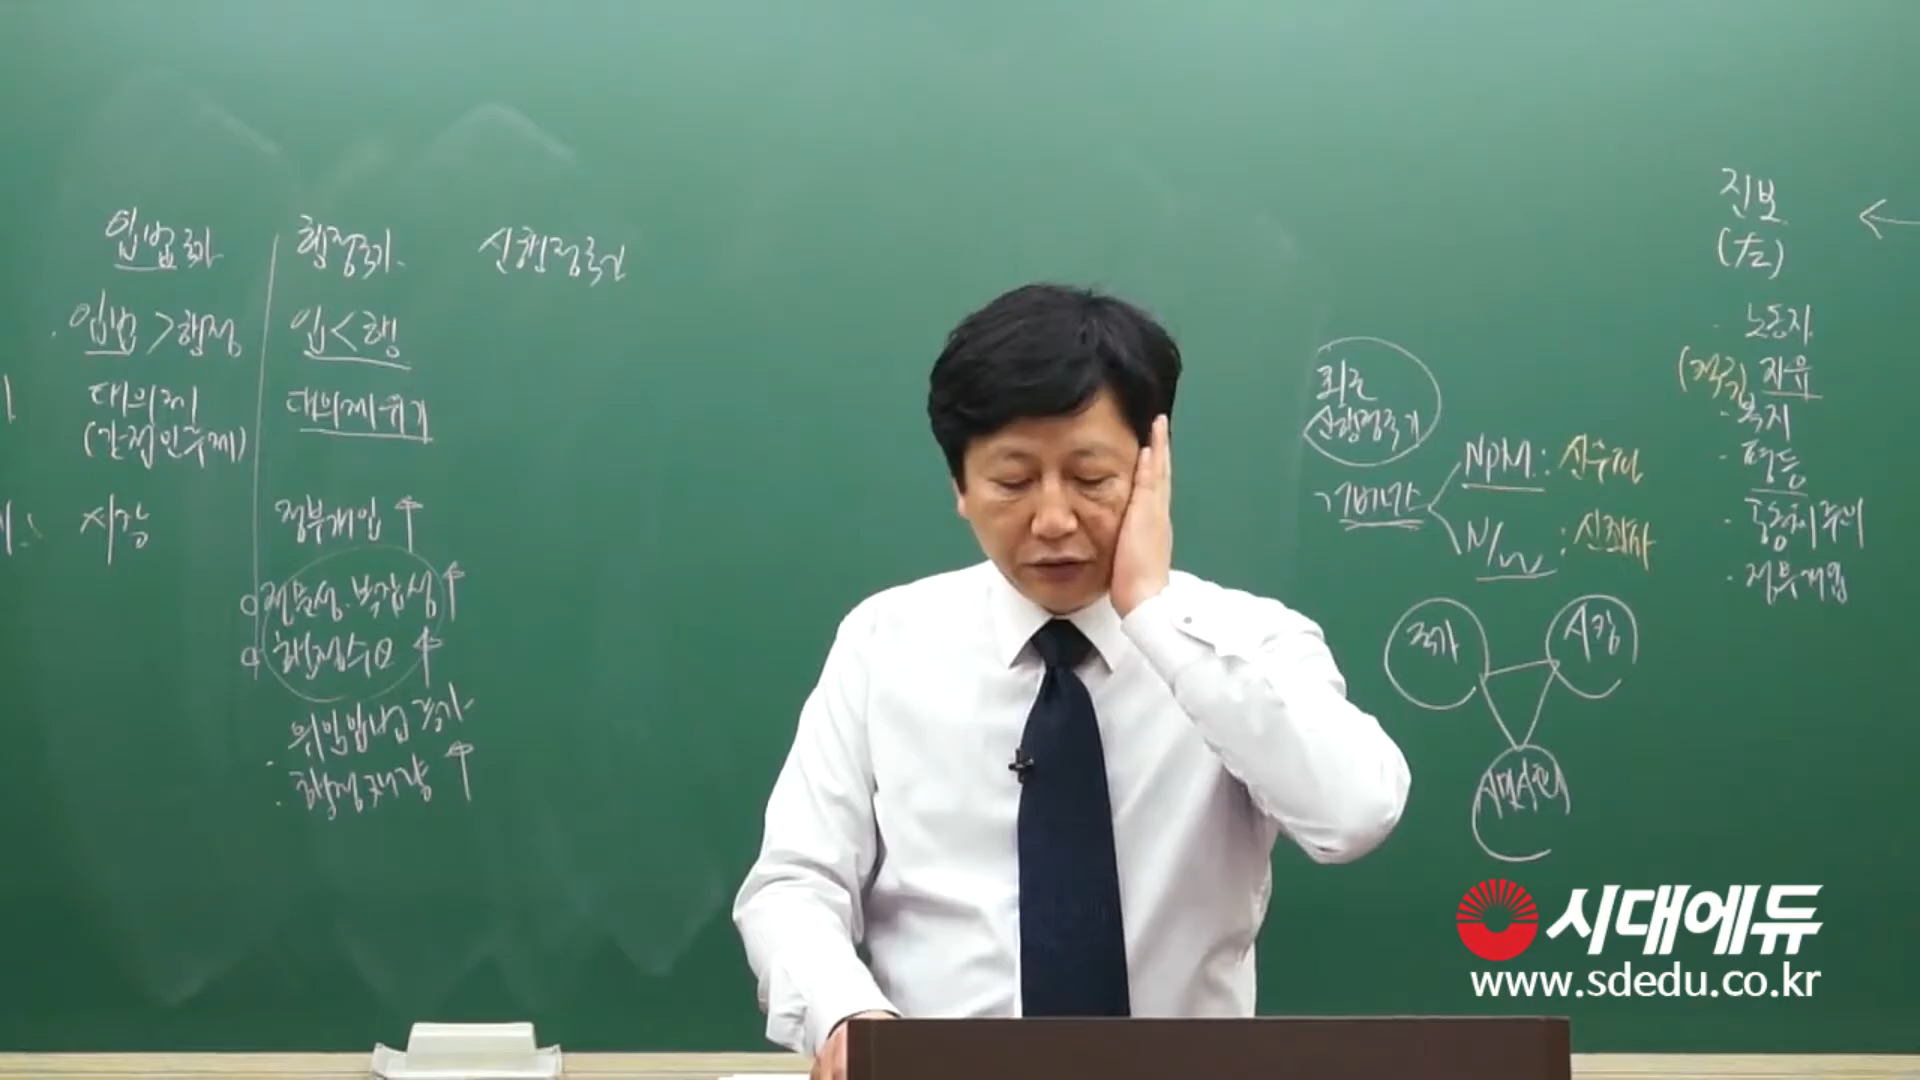 입법국가
행정국가
신행정국가
입법 > 행정
입 < 행
대의제
(간접민주제)
대의제 위기
시장
정부개입 ↑
전문성. 복잡성 ↑
행정수요 ↑
위임입법 증가
행정재량 ↑
최근
신행정국가
거버넌스
NPM : 신우파
N/W : 신좌파
국가
시장
시민사회
진보
(左)
←
· 노동자
(적극) 자유
· 복지
· 평등
· 공동체주의
· 정부개입
시대에듀
www.sdedu.co.kr